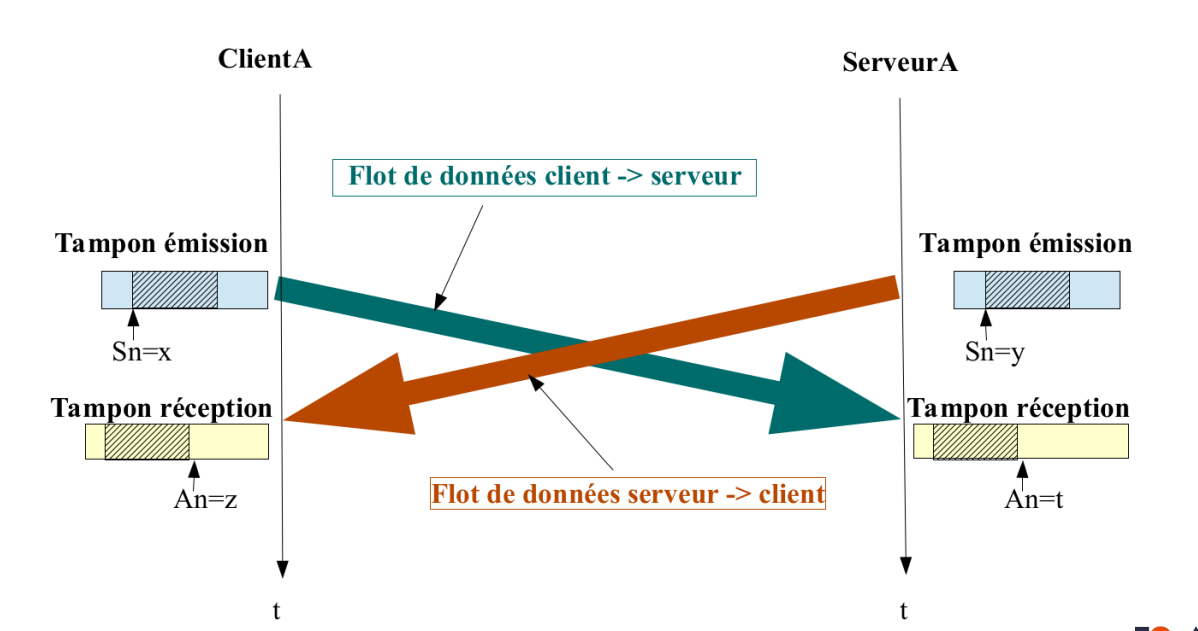 ClientA
ServeurA
Flot de données client -> serveur
Tampon émission
Tampon émission
Sn=x
Sn=y
Tampon réception
Tampon réception
An=z
Flot de données serveur -> client
An=t
t
t